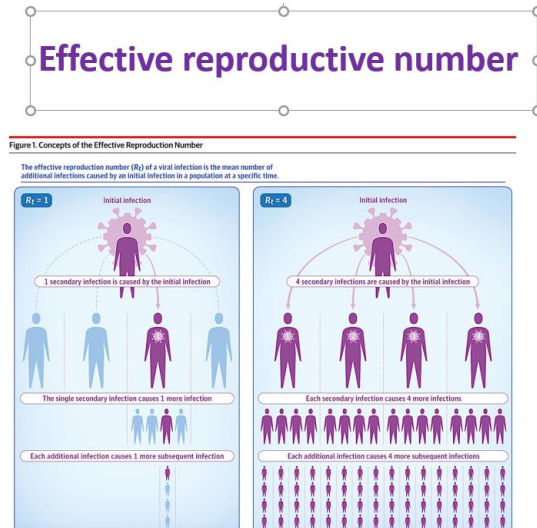 Effective reproductive number
Figure 1. Concepts of the Effective Reproduction Number
The effective reproduction number (Rt) of a viral infection is the mean number of
additional infections caused by an initial infection in a population at a specific time.
Rt = 1
Initial infection
1 secondary infection is caused by the initial infection
The single secondary infection causes 1 more infection
Each additional infection causes 1 more subsequent infection
Rt = 4
Initial infection
4 secondary infections are caused by the initial infection
Each secondary infection causes 4 more infections
Each additional infection causes 4 more subsequent infections